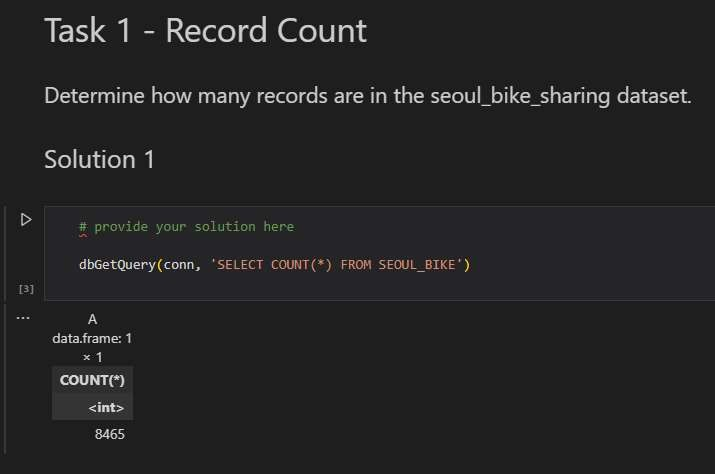 Task 1 - Record Count
Determine how many records are in the seoul_bike_sharing dataset.
Solution 1
# provide your solution here
dbGetQuery(conn, 'SELECT COUNT(*) FROM SEOUL_BIKE')
[3]
...
A
data.frame: 1
× 1
COUNT(*)
<int>
8465